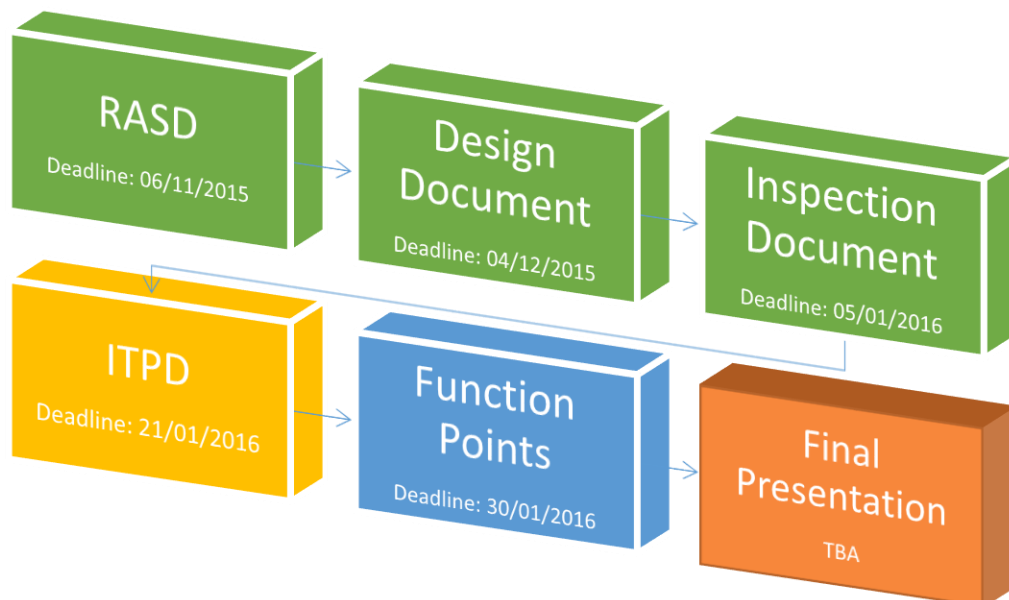 RASD
Deadline: 06/11/2015
Design
Document
Deadline: 04/12/2015
Inspection
Document
Deadline: 05/01/2016
ITPD
Deadline: 21/01/2016
Function
Points
Deadline: 30/01/2016
Final
Presentation
TBA